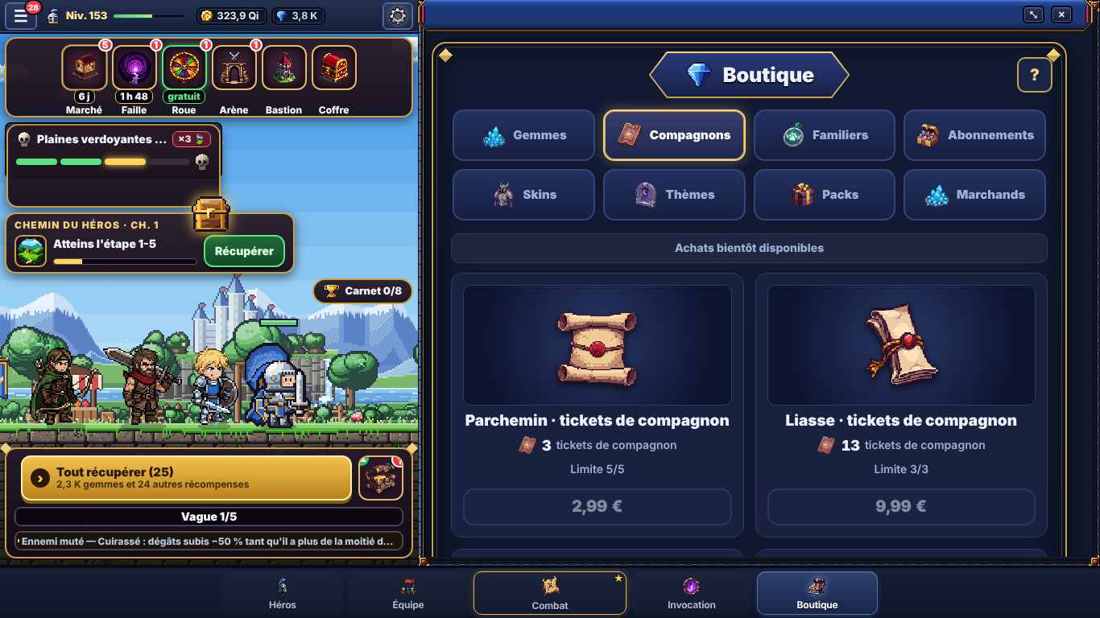 28
Niv. 153
323,9 Qi
3,8 K
5
1
1
1
6 j
1 h 48
gratuit
Marché
Faille
Roue
Arène
Bastion
Coffre
Plaines verdoyantes ...
×3
CHEMIN DU HÉROS · CH. 1
Atteins l'étape 1-5
Récupérer
Carnet 0/8
Tout récupérer (25)
2,3 K gemmes et 24 autres récompenses
Vague 1/5
Ennemi muté — Cuirassé : dégâts subis −50 % tant qu'il a plus de la moitié d...
Boutique
?
Gemmes
Compagnons
Familiers
Abonnements
Skins
Thèmes
Packs
Marchands
Achats bientôt disponibles
Parchemin · tickets de compagnon
3 tickets de compagnon
Limite 5/5
2,99 €
Liasse · tickets de compagnon
13 tickets de compagnon
Limite 3/3
9,99 €
Héros
Équipe
Combat
Invocation
Boutique